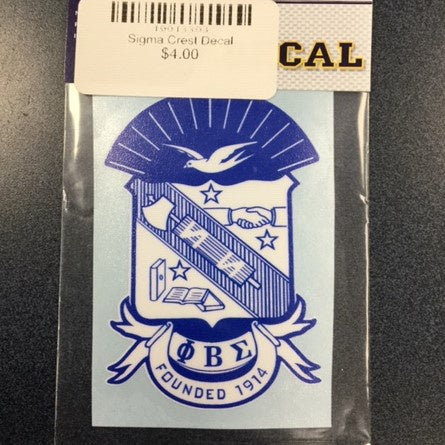 Sigma Crest Decal
$4.00
CAL
ΦΒΣ
FOUNDED 1914